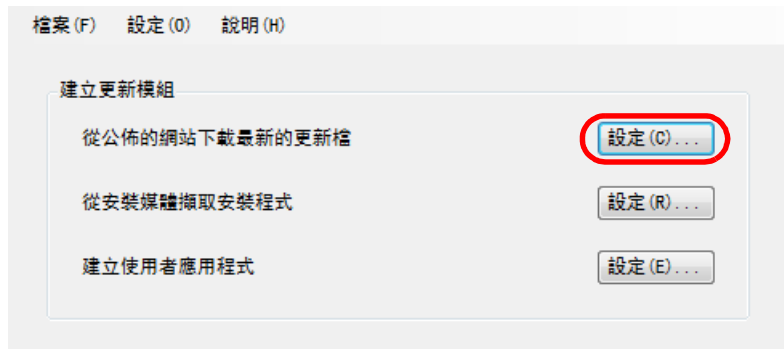 檔案(F) 設定(O) 說明(H)
建立更新模組
從公佈的網站下載最新的更新檔 設定(C)...
從安裝媒體擷取安裝程式 設定(R)...
建立使用者應用程式 設定(E)...